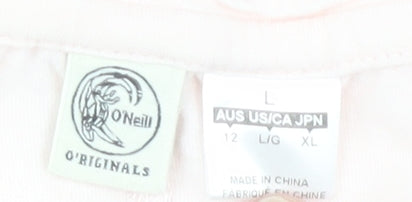 O'Neill
O'RIGINALS
L
AUS US/CA JPN
12 L/G XL
MADE IN CHINA
FABRIQUÉ EN CHINE